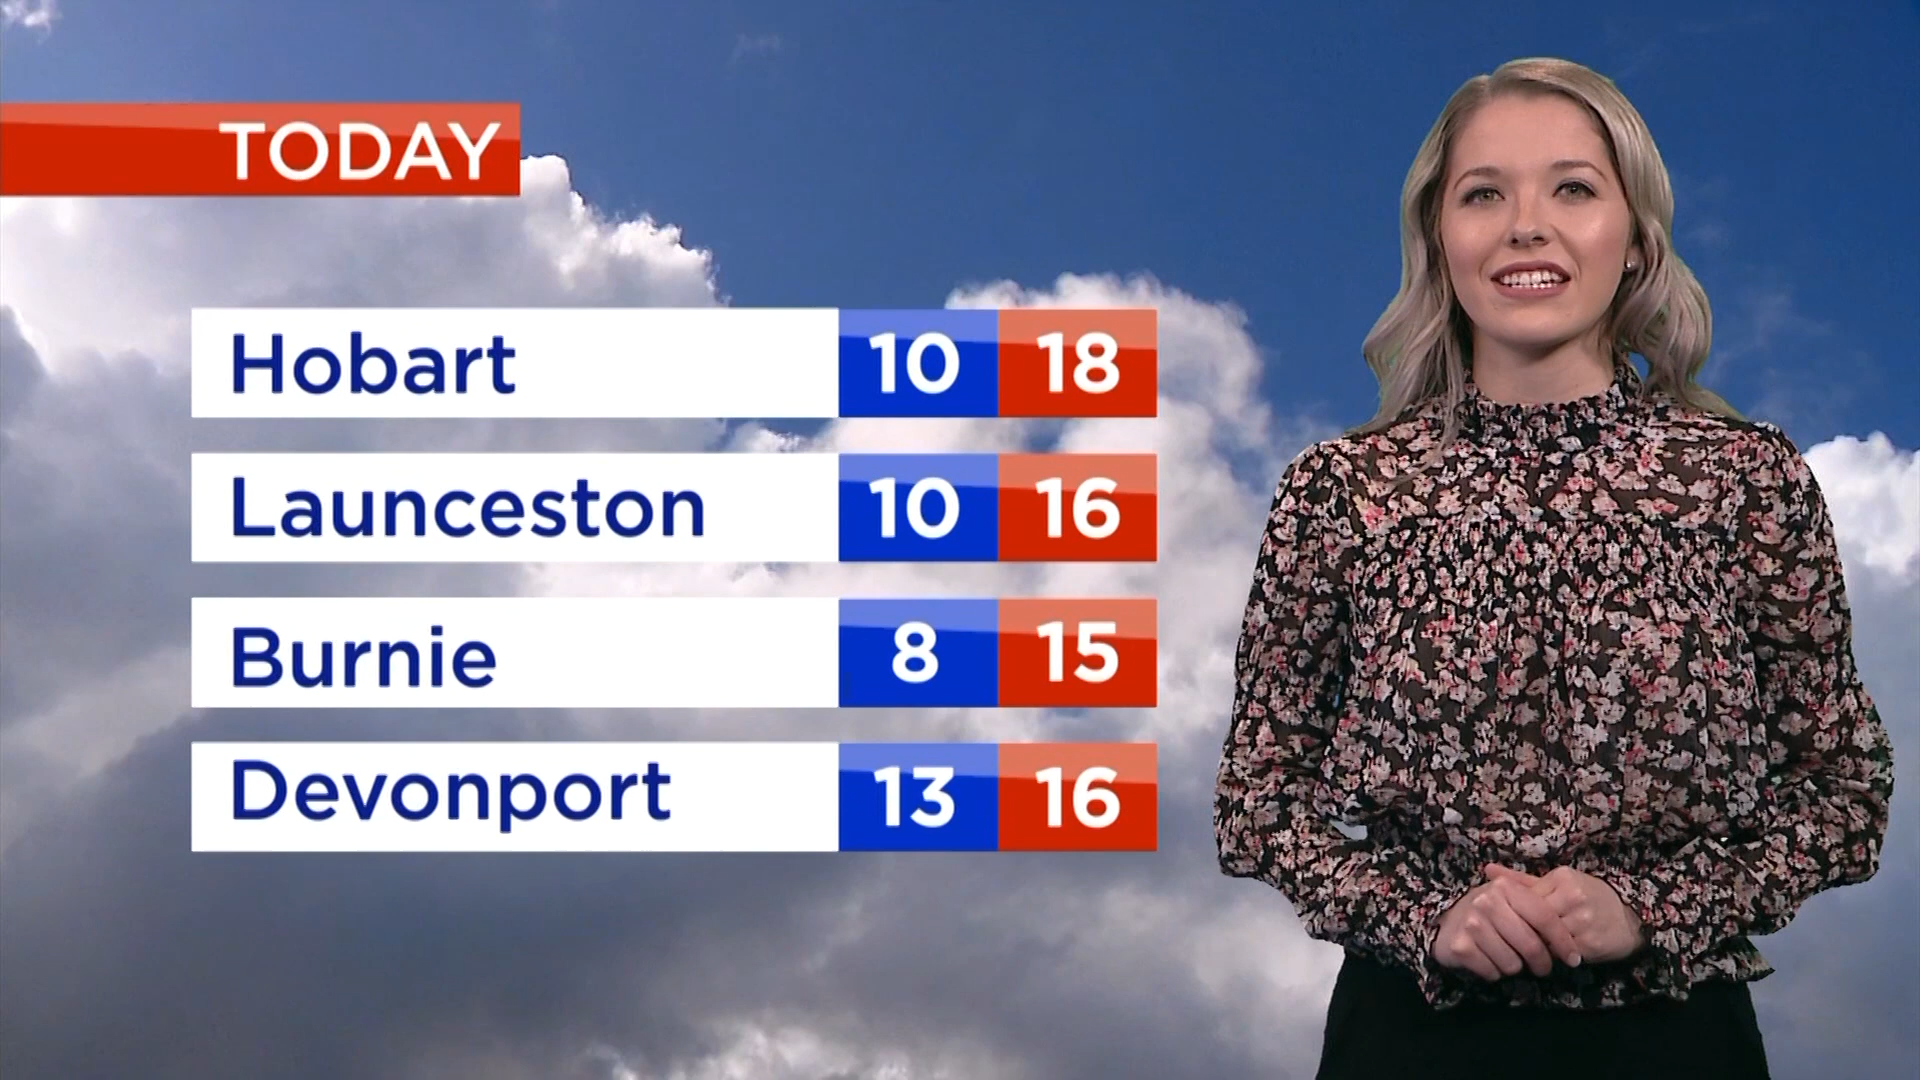 TODAY
Hobart 10 18
Launceston 10 16
Burnie 8 15
Devonport 13 16